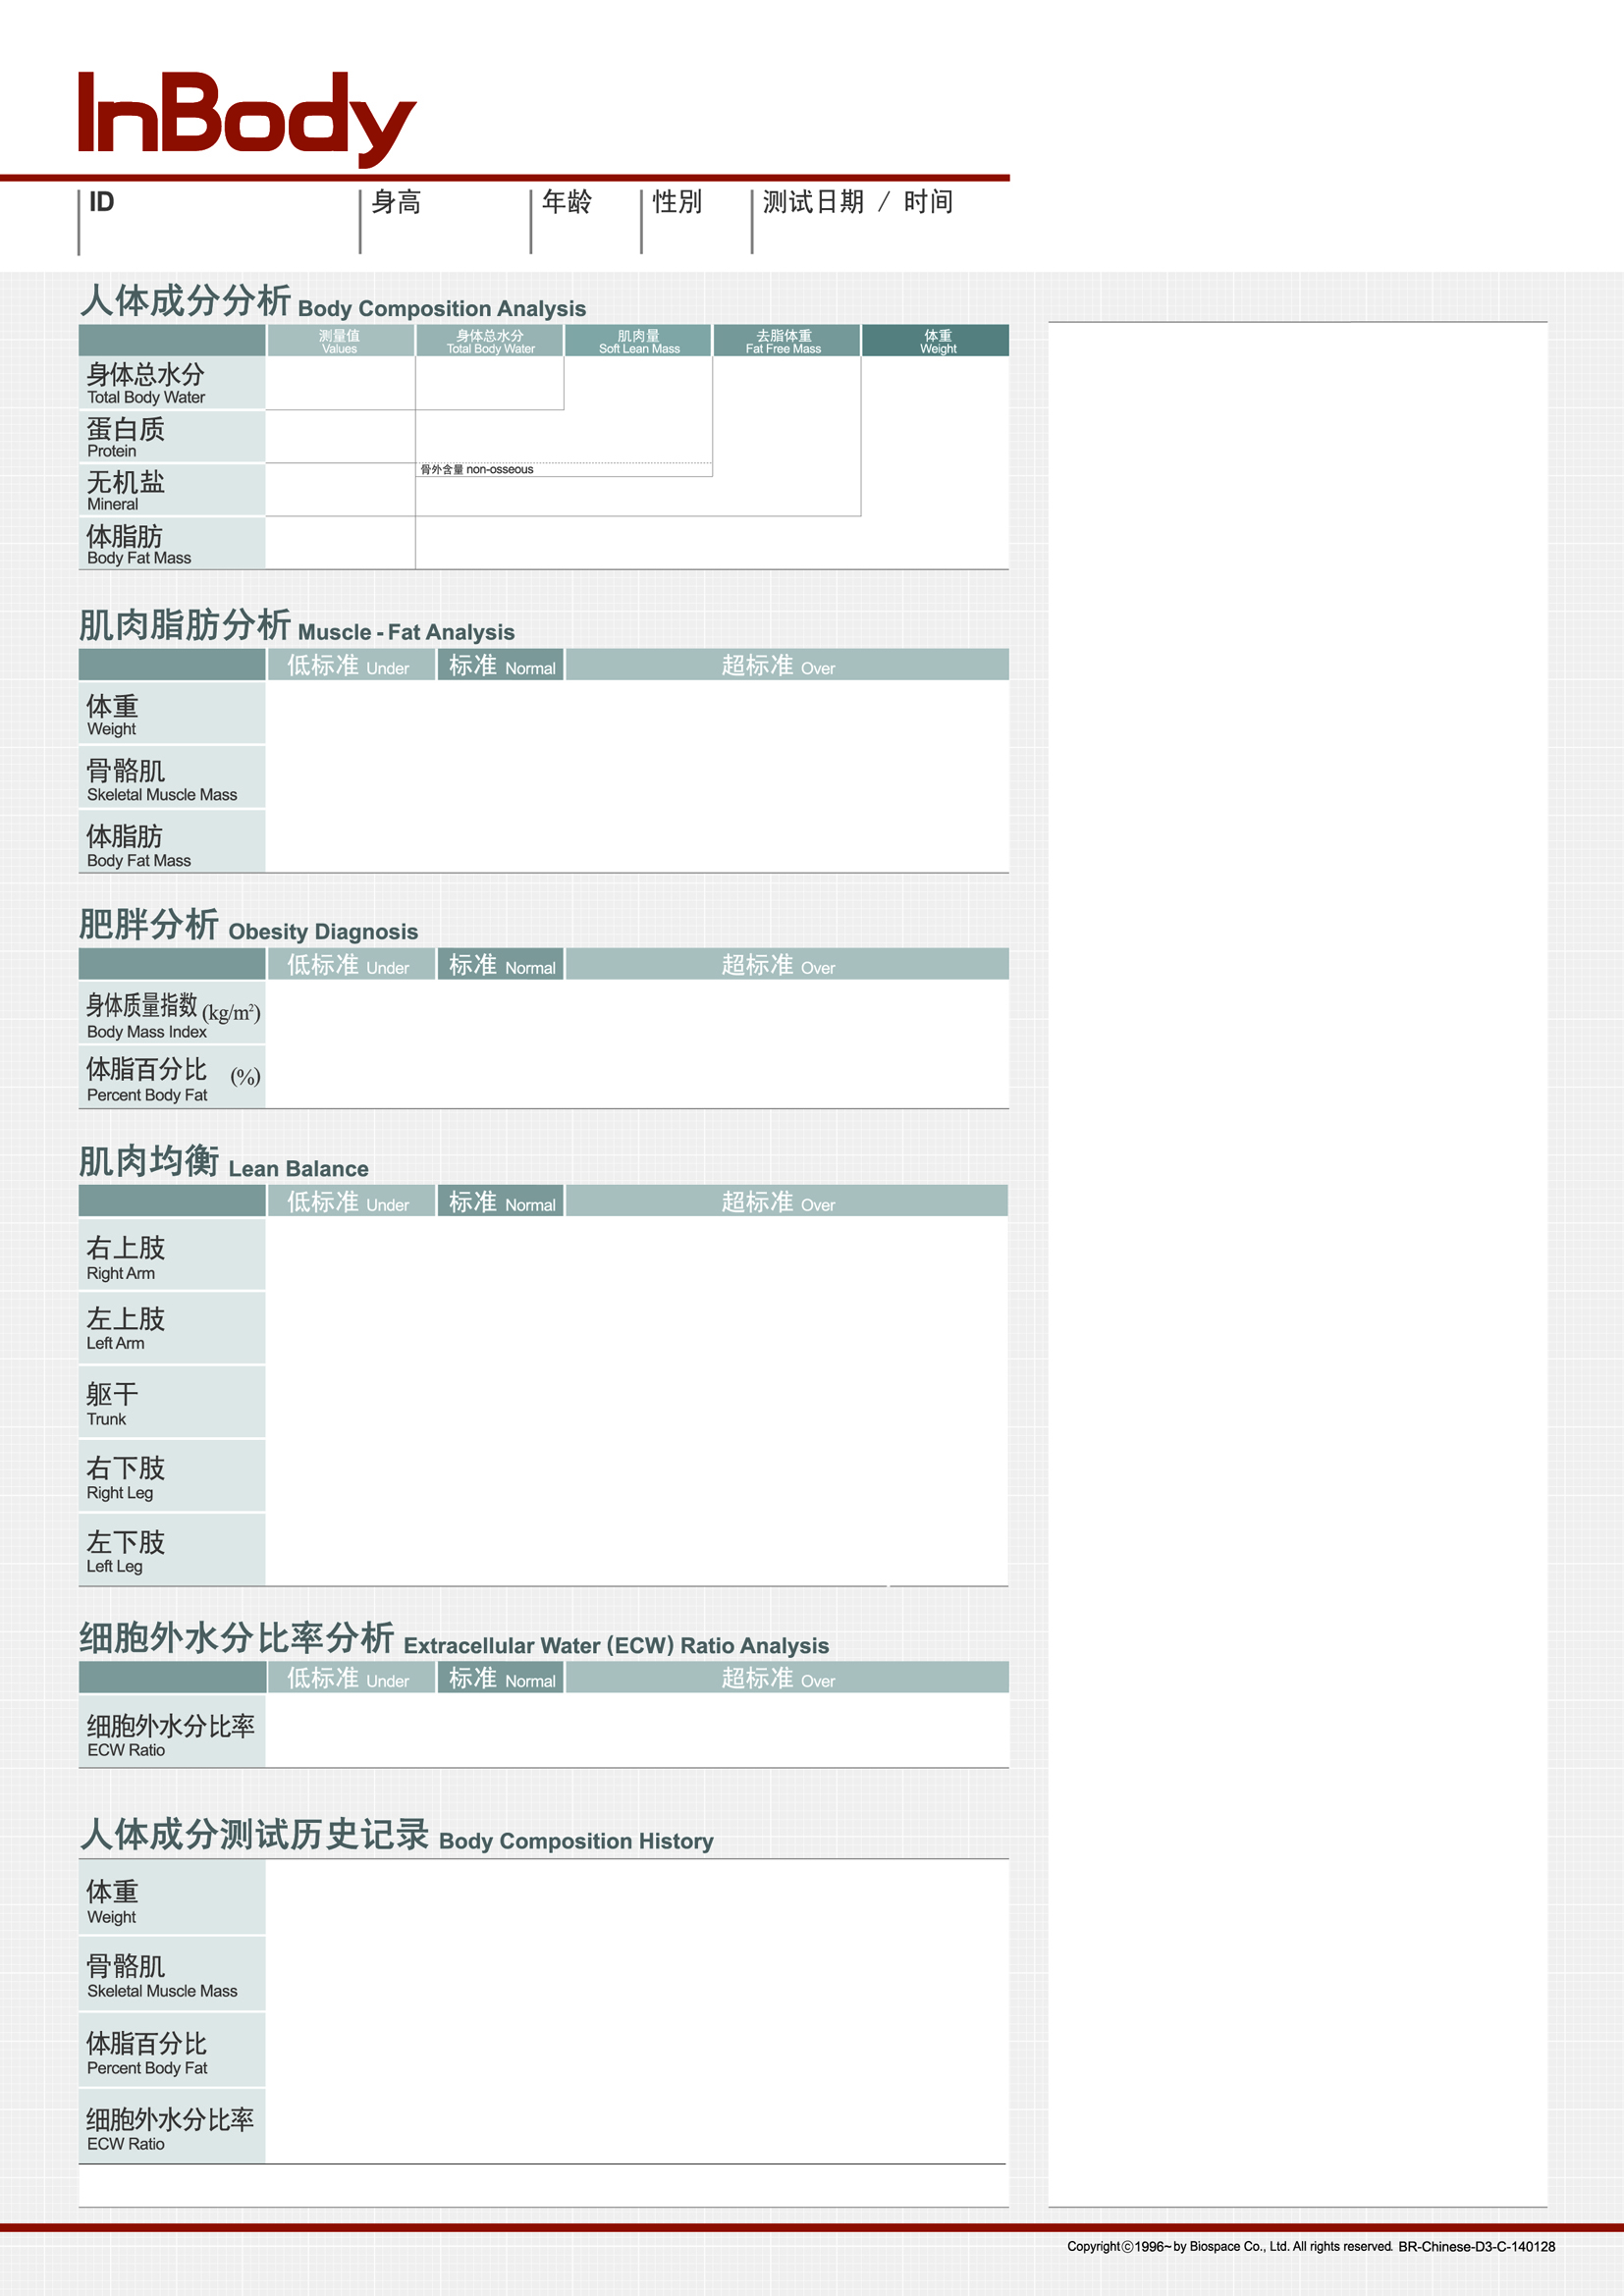 InBody
ID 身高 年龄 性别 测试日期 / 时间
人体成分分析 Body Composition Analysis
测量值 身体总水分 肌肉量 去脂体重 体重
Values Total Body Water Soft Lean Mass Fat Free Mass Weight
身体总水分
Total Body Water
蛋白质
Protein
骨外含量 non-osseous
无机盐
Mineral
体脂肪
Body Fat Mass
肌肉脂肪分析 Muscle - Fat Analysis
低标准 Under 标准 Normal 超标准 Over
体重
Weight
骨骼肌
Skeletal Muscle Mass
体脂肪
Body Fat Mass
肥胖分析 Obesity Diagnosis
低标准 Under 标准 Normal 超标准 Over
身体质量指数 (kg/m²)
Body Mass Index
体脂百分比 (%)
Percent Body Fat
肌肉均衡 Lean Balance
低标准 Under 标准 Normal 超标准 Over
右上肢
Right Arm
左上肢
Left Arm
躯干
Trunk
右下肢
Right Leg
左下肢
Left Leg
细胞外水分比率分析 Extracellular Water (ECW) Ratio Analysis
低标准 Under 标准 Normal 超标准 Over
细胞外水分比率
ECW Ratio
人体成分测试历史记录 Body Composition History
体重
Weight
骨骼肌
Skeletal Muscle Mass
体脂百分比
Percent Body Fat
细胞外水分比率
ECW Ratio
Copyright ⓒ 1996~ by Biospace Co., Ltd. All rights reserved. BR-Chinese-D3-C-140128